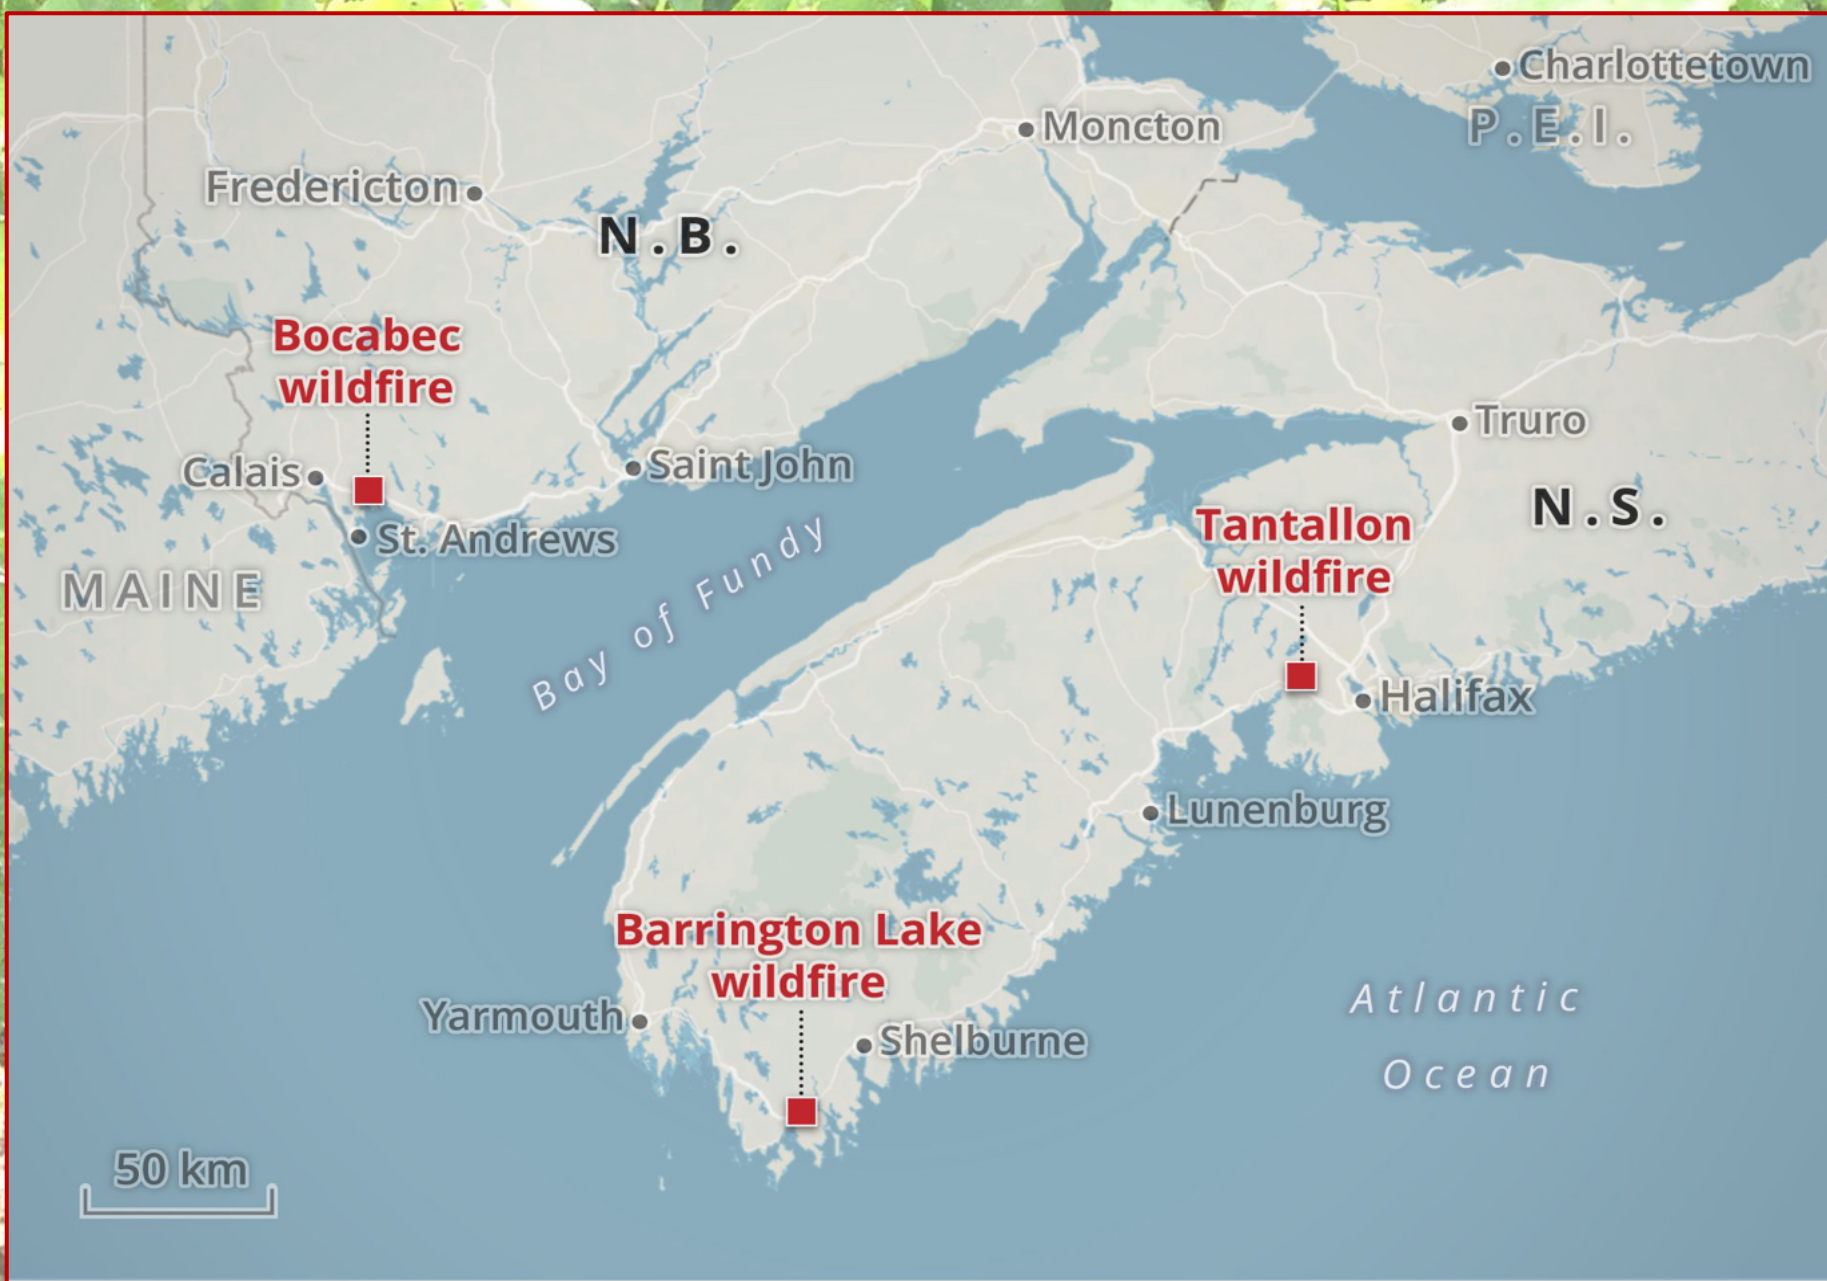 Charlottetown
P.E.I.
Moncton
Fredericton
N.B.
Bocabec
wildfire
Calais
Saint John
Truro
St. Andrews
N.S.
Tantallon
wildfire
MAINE
Bay of Fundy
Halifax
Lunenburg
Barrington Lake
wildfire
Yarmouth
Shelburne
Atlantic
Ocean
50 km